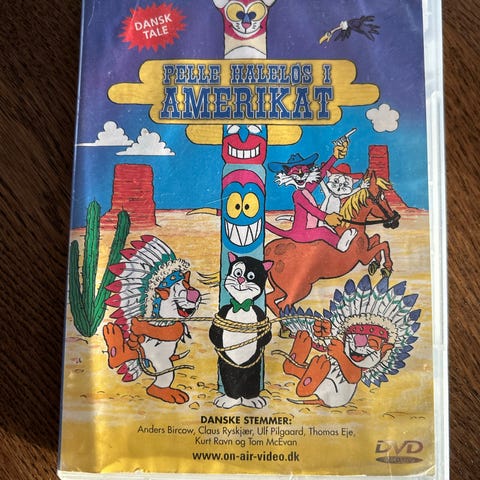 DANSK
TALE
PELLE HALELØS I
AMERIKAT
DANSKE STEMMER:
Anders Bircow, Claus Ryskjær, Ulf Pilgaard, Thomas Eje,
Kurt Ravn og Tom McEvan
www.on-air-video.dk
DVD